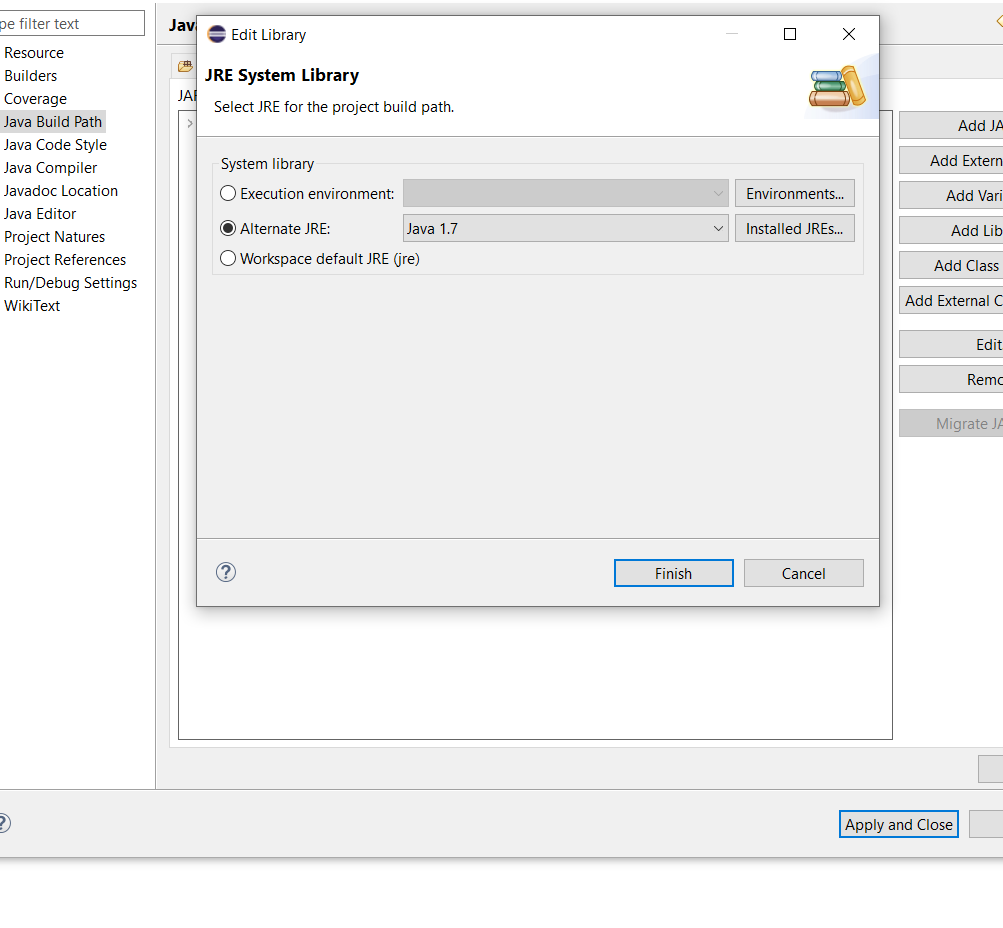 pe filter text
Resource
Builders
Coverage
Java Build Path
Java Code Style
Java Compiler
Javadoc Location
Java Editor
Project Natures
Project References
Run/Debug Settings
WikiText
Java
JAR
Edit Library
JRE System Library
Select JRE for the project build path.
System library
Execution environment:
Environments...
Alternate JRE:
Java 1.7
Installed JREs...
Workspace default JRE (jre)
Finish
Cancel
Add JA
Add Extern
Add Vari
Add Lib
Add Class
Add External C
Edit
Remo
Migrate JA
Apply and Close